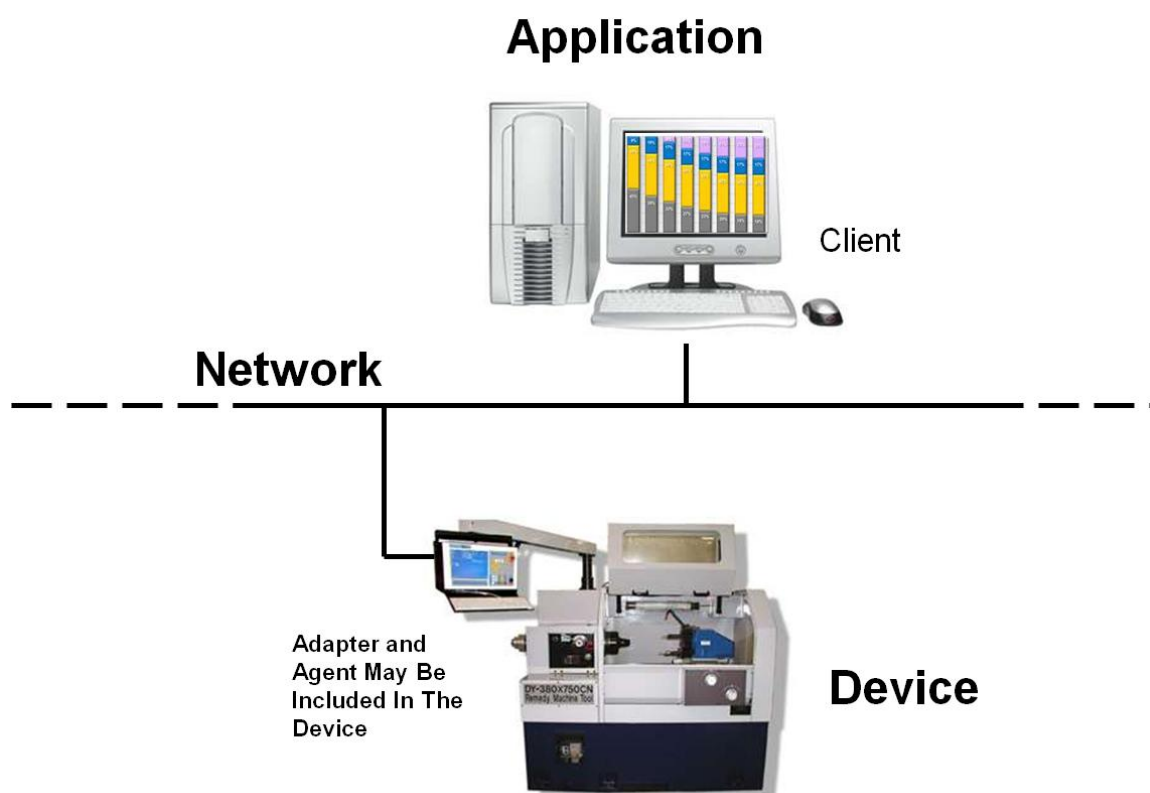 Application
Client
Network
Adapter and
Agent May Be
Included In The
Device
DY-380X750CN
Remedy Machine Tool
Device